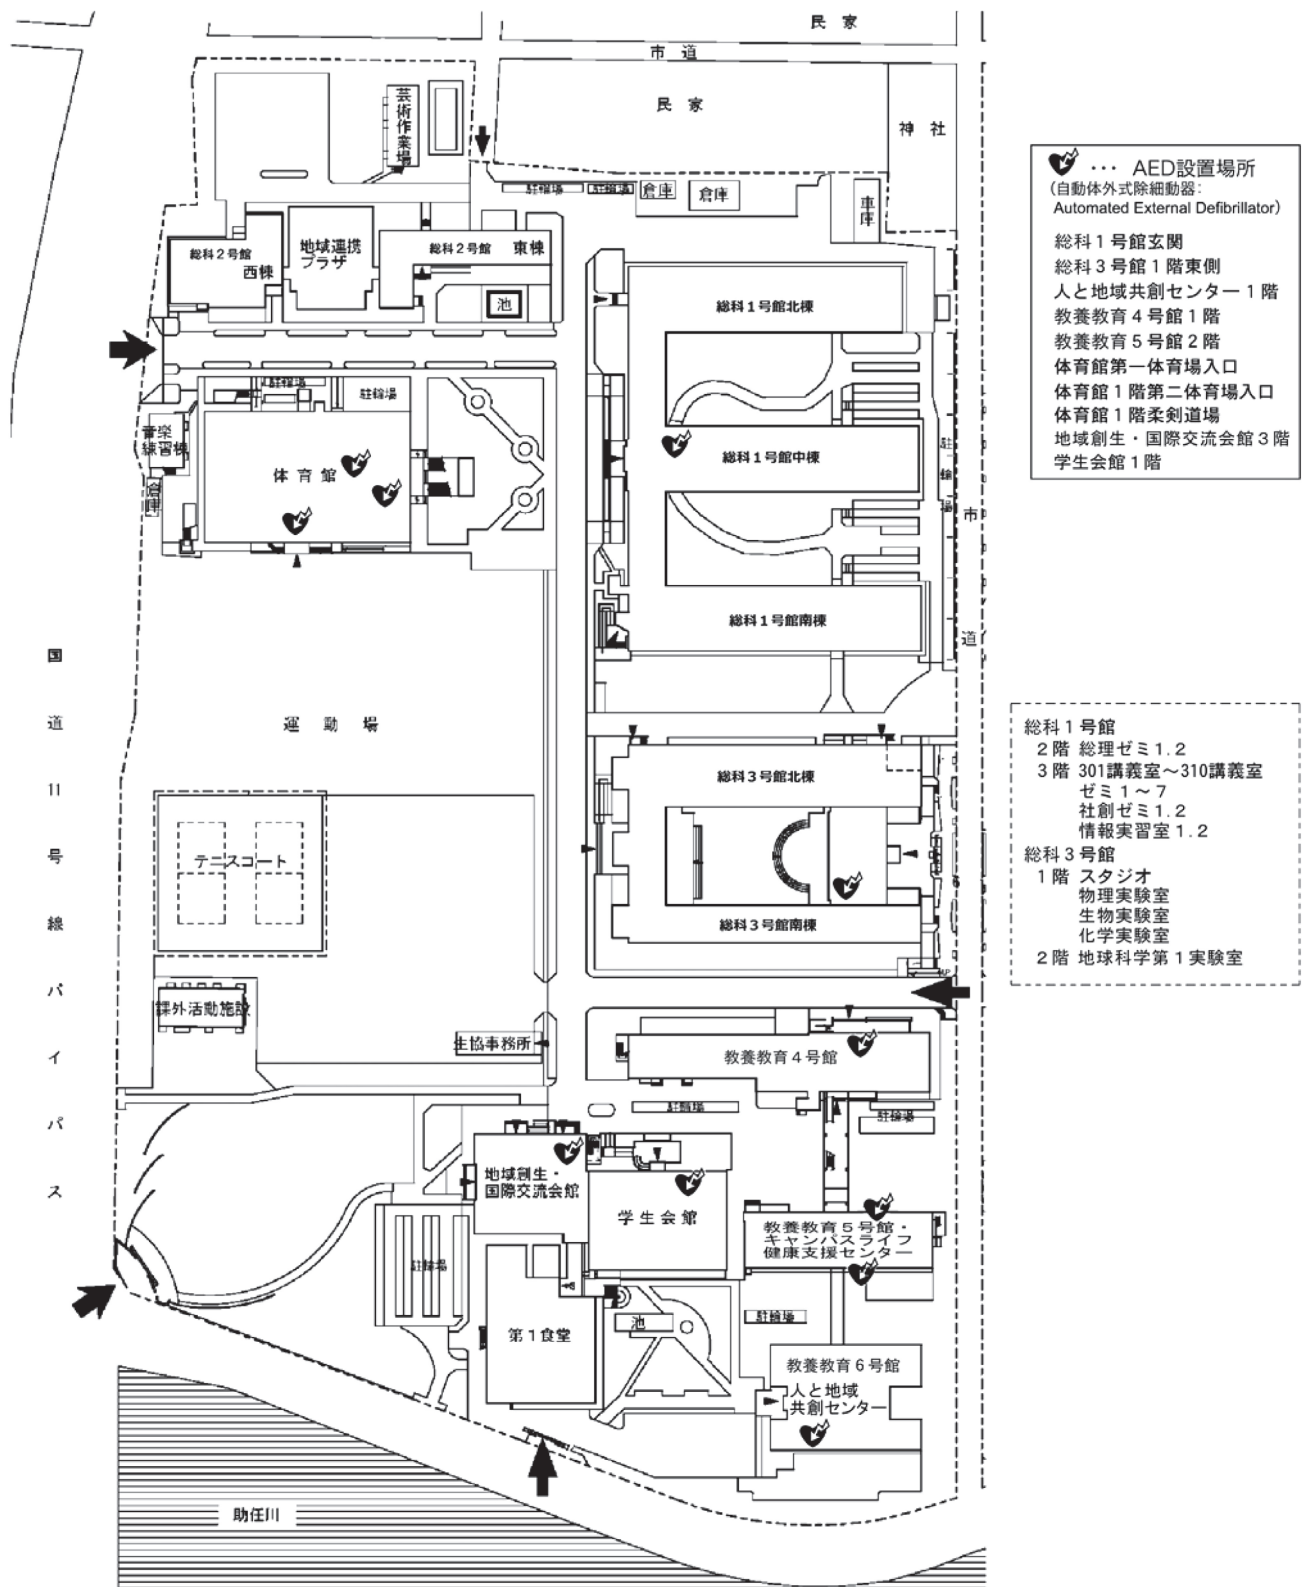 民家
市道
民家
神社
芸術作業場
駐輪場
駐輪場
倉庫
倉庫
車庫
総科2号館
西棟
地域連携
プラザ
総科2号館 東棟
池
総科1号館北棟
駐輪場
駐輪場
音楽
練習棟
倉庫
体育館
総科1号館中棟
駐輪場
市道
総科1号館南棟
国道11号線バイパス
運動場
総科3号館北棟
テニスコート
総科3号館南棟
課外活動施設
生協事務所
教養教育4号館
駐輪場
駐輪場
地域創生・
国際交流会館
学生会館
教養教育5号館・
キャンパスライフ
健康支援センター
駐輪場
第1食堂
池
駐輪場
教養教育6号館
人と地域
共創センター
助任川
… AED設置場所
(自動体外式除細動器:
Automated External Defibrillator)
総科1号館玄関
総科3号館1階東側
人と地域共創センター1階
教養教育4号館1階
教養教育5号館2階
体育館第一体育場入口
体育館1階第二体育場入口
体育館1階柔剣道場
地域創生・国際交流会館3階
学生会館1階
総科1号館
2階 総理ゼミ1.2
3階 301講義室～310講義室
ゼミ1～7
社創ゼミ1.2
情報実習室1.2
総科3号館
1階 スタジオ
物理実験室
生物実験室
化学実験室
2階 地球科学第1実験室